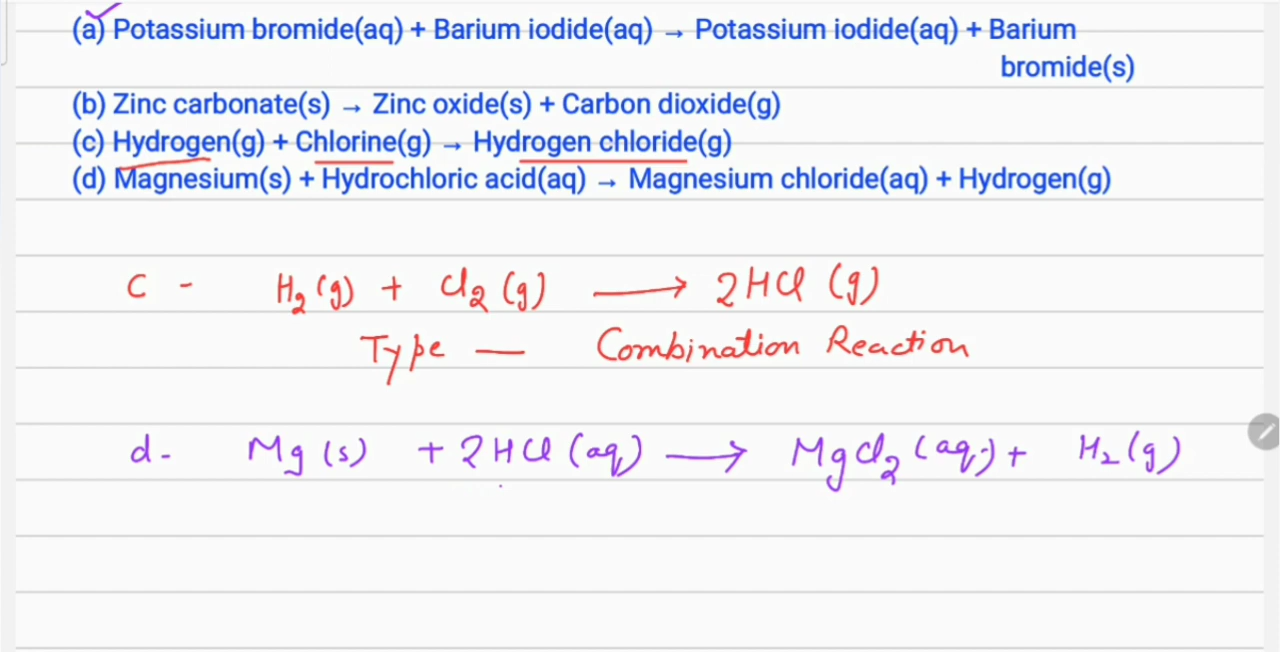 (a) Potassium bromide(aq) + Barium iodide(aq) → Potassium iodide(aq) + Barium
bromide(s)
(b) Zinc carbonate(s) → Zinc oxide(s) + Carbon dioxide(g)
(c) Hydrogen(g) + Chlorine(g) → Hydrogen chloride(g)
(d) Magnesium(s) + Hydrochloric acid(aq) → Magnesium chloride(aq) + Hydrogen(g)
C - H₂(g) + Cl₂(g) ⟶ 2HCl (g)
Type — Combination Reaction
d- Mg(s) + 2HCl(aq) ⟶ MgCl₂(aq) + H₂(g)